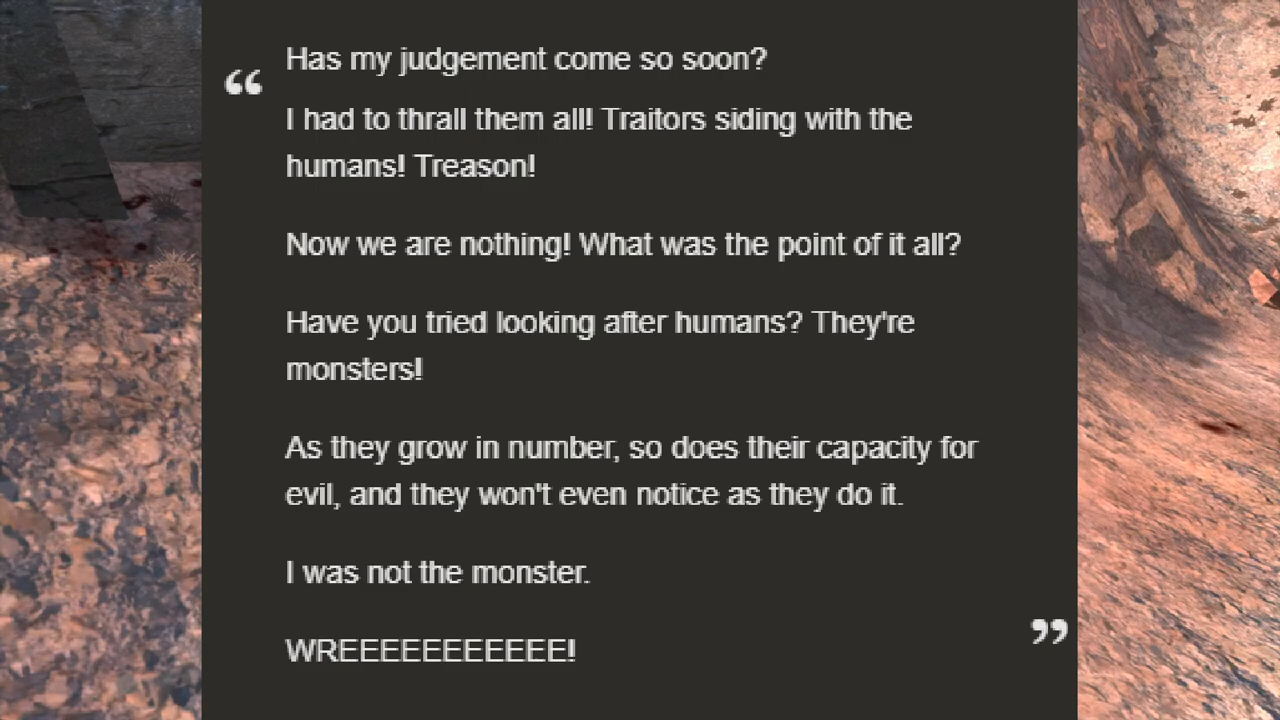 “
Has my judgement come so soon?
I had to thrall them all! Traitors siding with the
humans! Treason!
Now we are nothing! What was the point of it all?
Have you tried looking after humans? They're
monsters!
As they grow in number, so does their capacity for
evil, and they won't even notice as they do it.
I was not the monster.
WREEEEEEEEEEE!
”